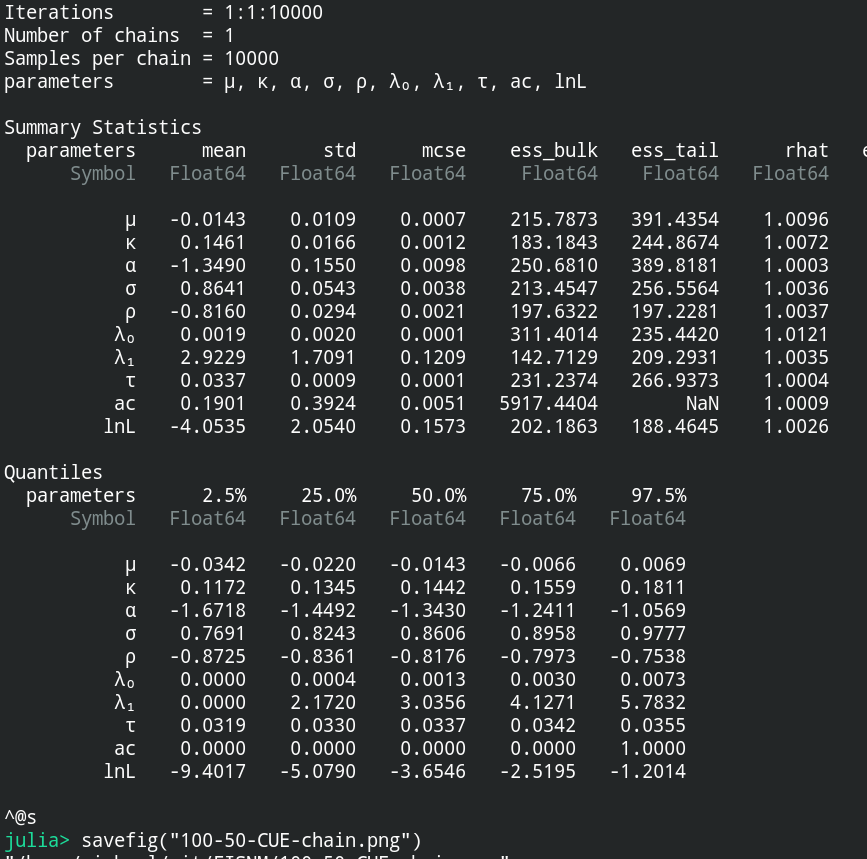 Iterations        = 1:1:10000
Number of chains  = 1
Samples per chain = 10000
parameters        = μ, κ, α, σ, ρ, λ₀, λ₁, τ, ac, lnL
Summary Statistics
parameters mean std mcse ess_bulk ess_tail rhat e
Symbol Float64 Float64 Float64 Float64 Float64 Float64
μ -0.0143 0.0109 0.0007 215.7873 391.4354 1.0096
κ 0.1461 0.0166 0.0012 183.1843 244.8674 1.0072
α -1.3490 0.1550 0.0098 250.6810 389.8181 1.0003
σ 0.8641 0.0543 0.0038 213.4547 256.5564 1.0036
ρ -0.8160 0.0294 0.0021 197.6322 197.2281 1.0037
λ₀ 0.0019 0.0020 0.0001 311.4014 235.4420 1.0121
λ₁ 2.9229 1.7091 0.1209 142.7129 209.2931 1.0035
τ 0.0337 0.0009 0.0001 231.2374 266.9373 1.0004
ac 0.1901 0.3924 0.0051 5917.4404 NaN 1.0009
lnL -4.0535 2.0540 0.1573 202.1863 188.4645 1.0026
Quantiles
parameters 2.5% 25.0% 50.0% 75.0% 97.5%
Symbol Float64 Float64 Float64 Float64 Float64
μ -0.0342 -0.0220 -0.0143 -0.0066 0.0069
κ 0.1172 0.1345 0.1442 0.1559 0.1811
α -1.6718 -1.4492 -1.3430 -1.2411 -1.0569
σ 0.7691 0.8243 0.8606 0.8958 0.9777
ρ -0.8725 -0.8361 -0.8176 -0.7973 -0.7538
λ₀ 0.0000 0.0004 0.0013 0.0030 0.0073
λ₁ 0.0000 2.1720 3.0356 4.1271 5.7832
τ 0.0319 0.0330 0.0337 0.0342 0.0355
ac 0.0000 0.0000 0.0000 0.0000 1.0000
lnL -9.4017 -5.0790 -3.6546 -2.5195 -1.2014
^@s
julia> savefig("100-50-CUE-chain.png")